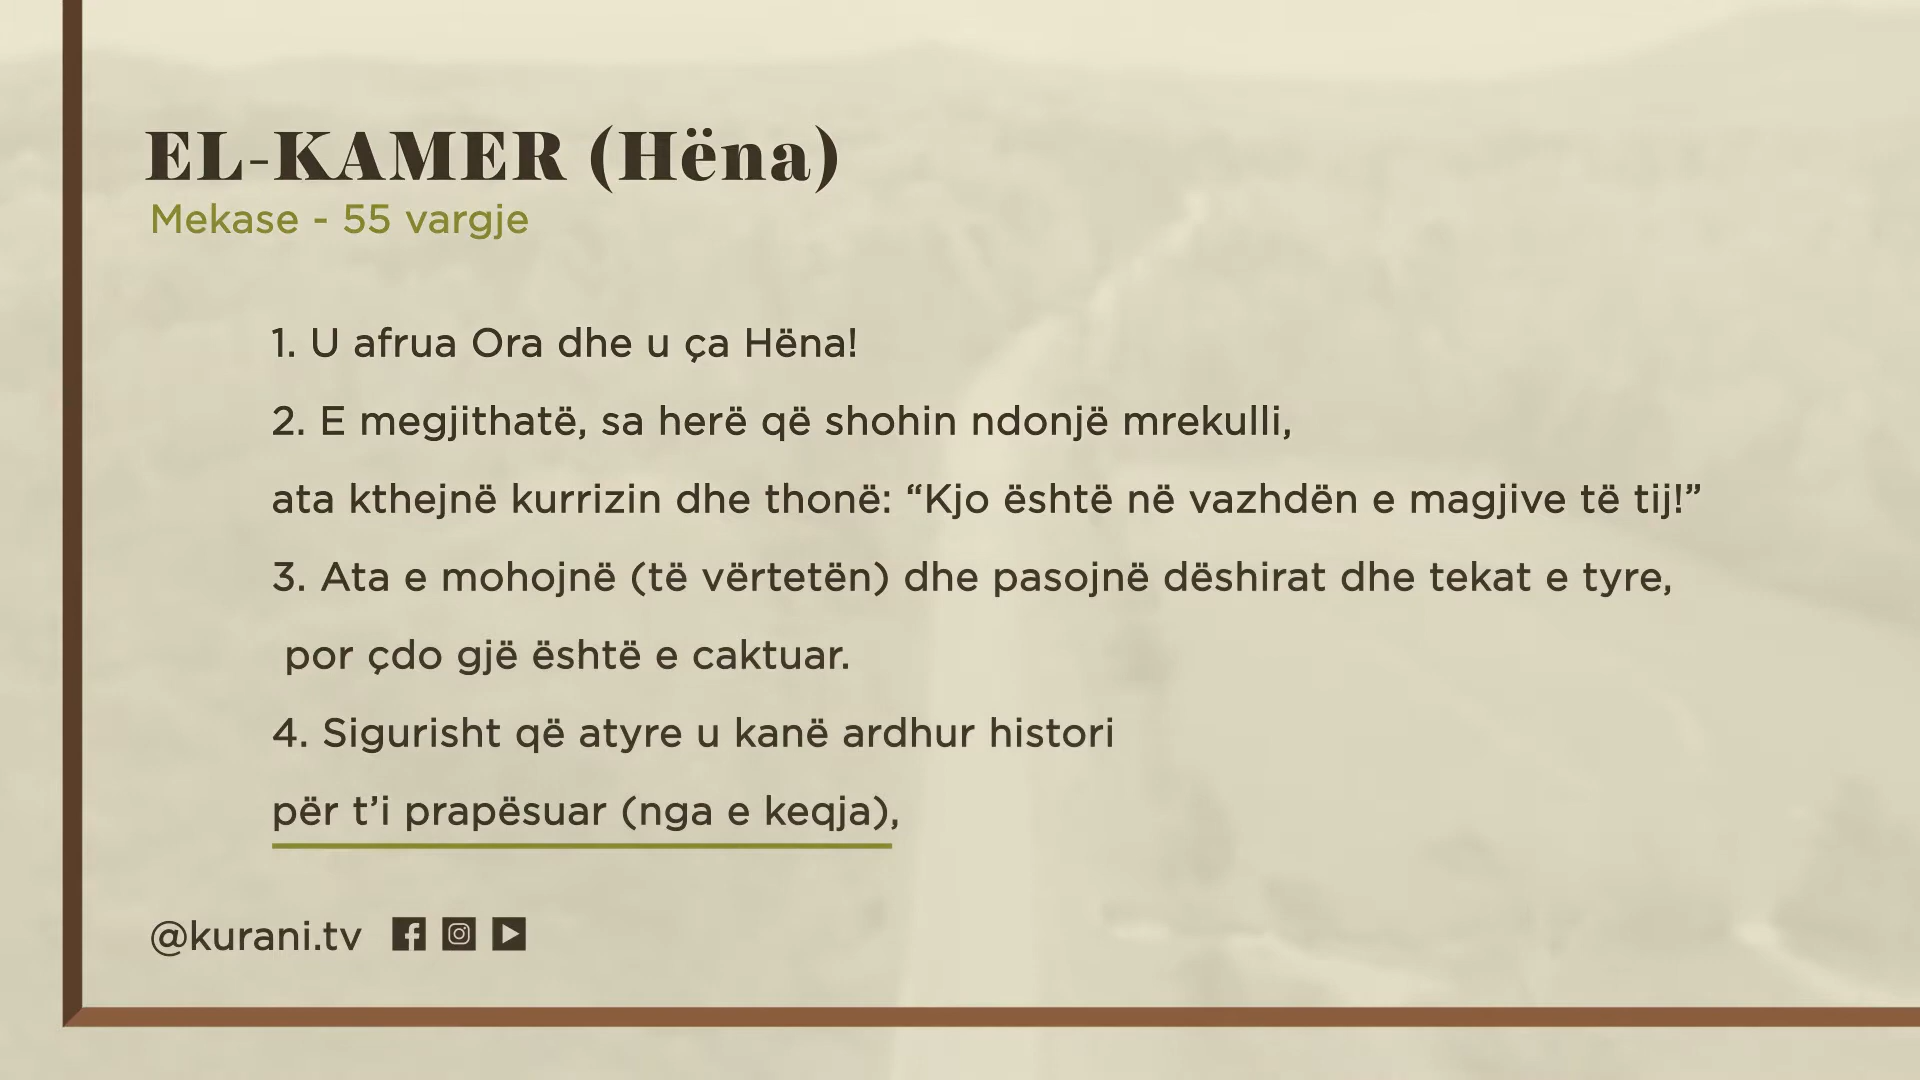 EL-KAMER (Hëna)
Mekase - 55 vargje
1. U afrua Ora dhe u ça Hëna!
2. E megjithatë, sa herë që shohin ndonjë mrekulli,
ata kthejnë kurrizin dhe thonë: “Kjo është në vazhdën e magjive të tij!”
3. Ata e mohojnë (të vërtetën) dhe pasojnë dëshirat dhe tekat e tyre,
por çdo gjë është e caktuar.
4. Sigurisht që atyre u kanë ardhur histori
për t’i prapësuar (nga e keqja),
@kurani.tv